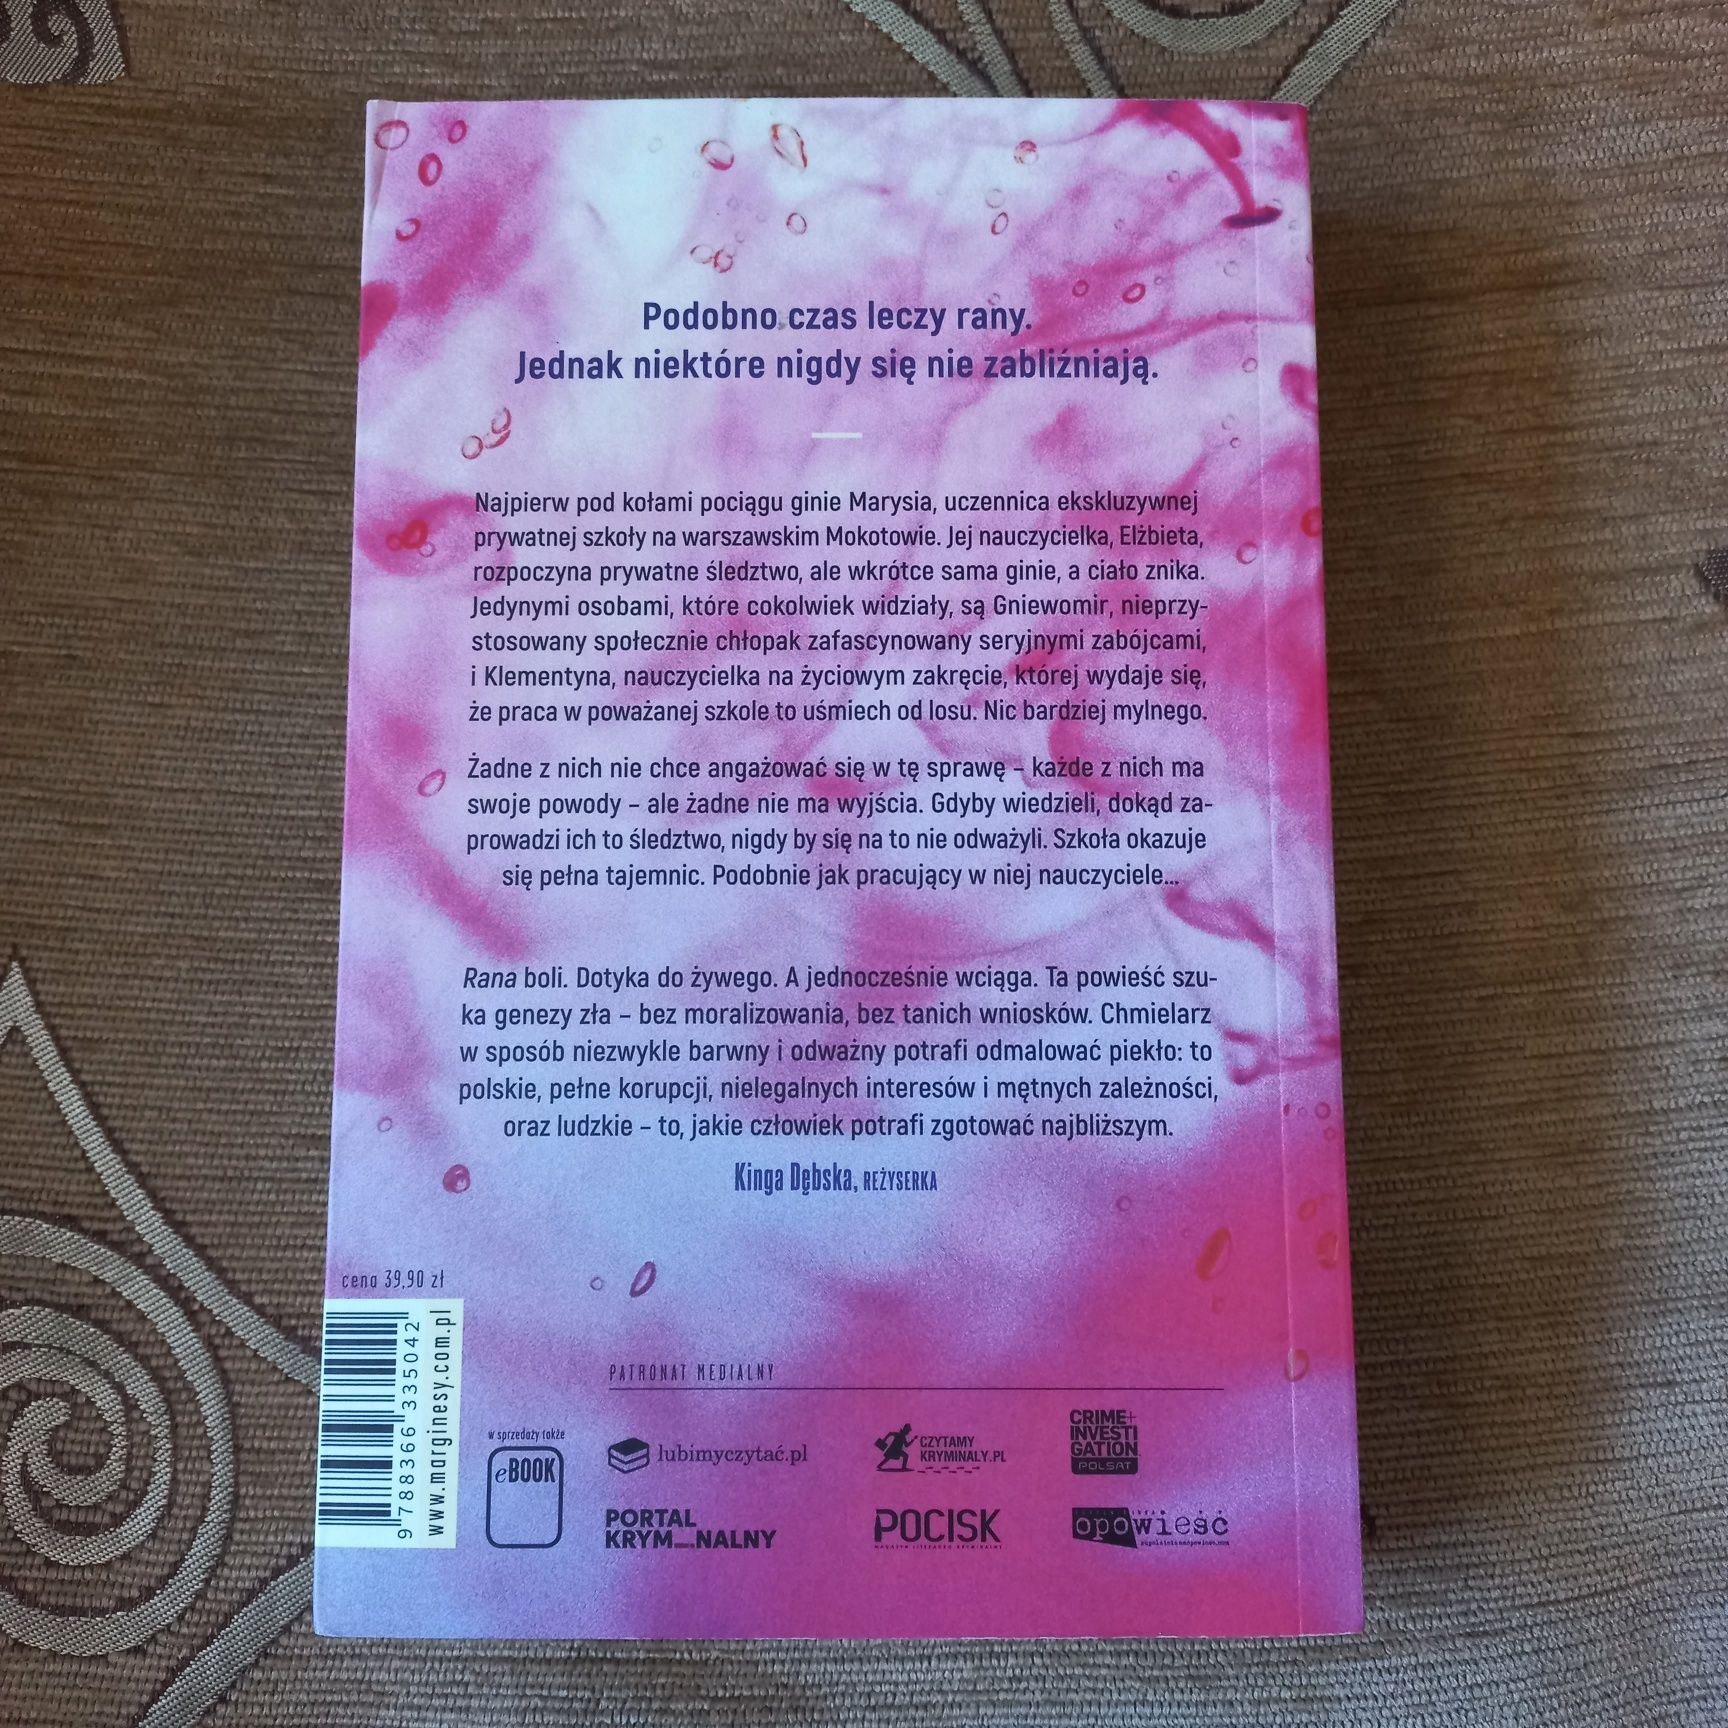 Podobno czas leczy rany.
Jednak niektóre nigdy się nie zabliźniają.
Najpierw pod kołami pociągu ginie Marysia, uczennica ekskluzywnej
prywatnej szkoły na warszawskim Mokotowie. Jej nauczycielka, Elżbieta,
rozpoczyna prywatne śledztwo, ale wkrótce sama ginie, a ciało znika.
Jedynymi osobami, które cokolwiek widziały, są Gniewomir, nieprzy-
stosowany społecznie chłopak zafascynowany seryjnymi zabójcami,
i Klementyna, nauczycielka na życiowym zakręcie, której wydaje się,
że praca w poważanej szkole to uśmiech od losu. Nic bardziej mylnego.
Żadne z nich nie chce angażować się w tę sprawę – każde z nich ma
swoje powody – ale żadne nie ma wyjścia. Gdyby wiedzieli, dokąd za-
prowadzi ich to śledztwo, nigdy by się na to nie odważyli. Szkoła okazuje
się pełna tajemnic. Podobnie jak pracujący w niej nauczyciele...
Rana boli. Dotyka do żywego. A jednocześnie wciąga. Ta powieść szu-
ka genezy zła – bez moralizowania, bez tanich wniosków. Chmielarz
w sposób niezwykle barwny i odważny potrafi odmalować piekło: to
polskie, pełne korupcji, nielegalnych interesów i mętnych zależności,
oraz ludzkie – to, jakie człowiek potrafi zgotować najbliższym.
Kinga Dębska, REŻYSERKA
cena 39,90 zł
9 788366 335042
www.marginesy.com.pl
PATRONAT MEDIALNY
w sprzedaży także
eBOOK
lubimyczytać.pl
CZYTAMY
KRYMINALY.PL
CRIME+
INVESTI
GATION
POLSAT
PORTAL
KRYM_NALNY
POCISK
opowieść